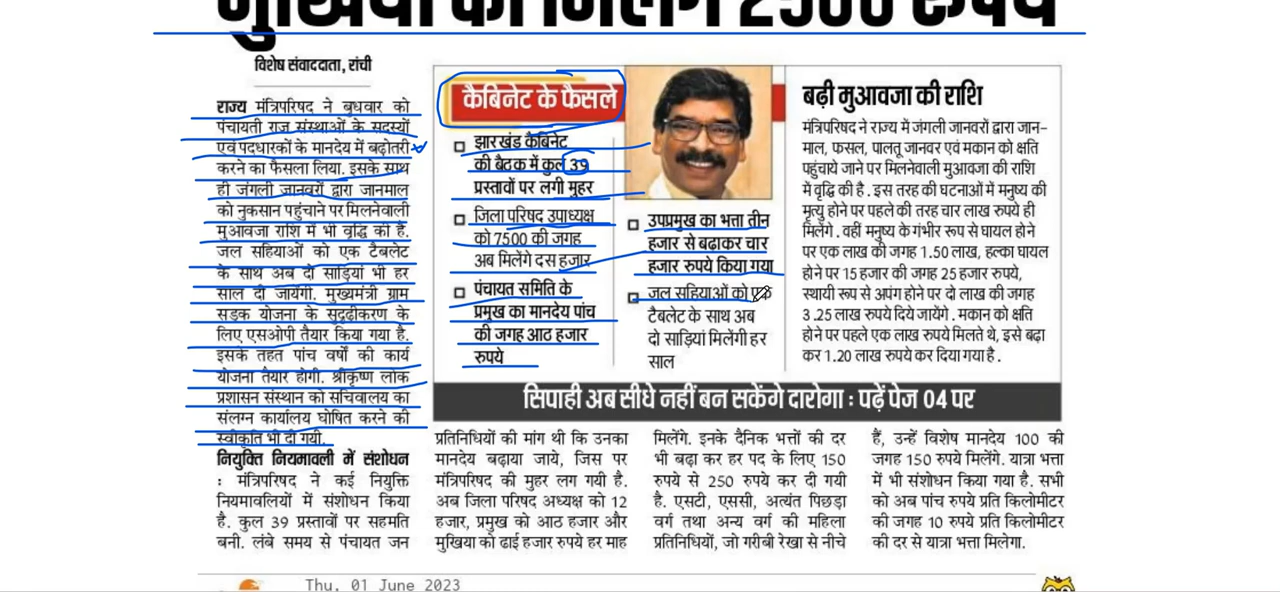 मुखिया को मिलेंगे 2500 रुपये
विशेष संवाददाता, रांची
राज्य मंत्रिपरिषद ने बुधवार को
पंचायती राज संस्थाओं के सदस्यों
एवं पदधारकों के मानदेय में बढ़ोतरी
करने का फैसला लिया. इसके साथ
ही जंगली जानवरों द्वारा जानमाल
को नुकसान पहुंचाने पर मिलनेवाली
मुआवजा राशि में भी वृद्धि की है.
जल सहियाओं को एक टैबलेट
के साथ अब दो साड़ियां भी हर
साल दी जायेंगी. मुख्यमंत्री ग्राम
सड़क योजना के सुदृढ़ीकरण के
लिए एसओपी तैयार किया गया है.
इसके तहत पांच वर्षों की कार्य
योजना तैयार होगी. श्रीकृष्ण लोक
प्रशासन संस्थान को सचिवालय का
संलग्न कार्यालय घोषित करने की
स्वीकृति भी दी गयी.
नियुक्ति नियमावली में संशोधन
: मंत्रिपरिषद ने कई नियुक्ति
नियमावलियों में संशोधन किया
है. कुल 39 प्रस्तावों पर सहमति
बनी. लंबे समय से पंचायत जन
कैबिनेट के फैसले
झारखंड कैबिनेट
की बैठक में कुल 39
प्रस्तावों पर लगी मुहर
जिला परिषद उपाध्यक्ष
को 7500 की जगह
अब मिलेंगे दस हजार
पंचायत समिति के
प्रमुख का मानदेय पांच
की जगह आठ हजार
रुपये
उपप्रमुख का भत्ता तीन
हजार से बढ़ाकर चार
हजार रुपये किया गया
जल सहियाओं को एक
टैबलेट के साथ अब
दो साड़ियां मिलेंगी हर
साल
बढ़ी मुआवजा की राशि
मंत्रिपरिषद ने राज्य में जंगली जानवरों द्वारा जान-
माल, फसल, पालतू जानवर एवं मकान को क्षति
पहुंचाये जाने पर मिलनेवाली मुआवजा की राशि
में वृद्धि की है. इस तरह की घटनाओं में मनुष्य की
मृत्यु होने पर पहले की तरह चार लाख रुपये ही
मिलेंगे. वहीं मनुष्य के गंभीर रूप से घायल होने
पर एक लाख की जगह 1.50 लाख, हल्का घायल
होने पर 15 हजार की जगह 25 हजार रुपये,
स्थायी रूप से अपंग होने पर दो लाख की जगह
3.25 लाख रुपये दिये जायेंगे. मकान को क्षति
होने पर पहले एक लाख रुपये मिलते थे, इसे बढ़ा
कर 1.20 लाख रुपये कर दिया गया है.
सिपाही अब सीधे नहीं बन सकेंगे दारोगा : पढ़ें पेज 04 पर
प्रतिनिधियों की मांग थी कि उनका
मानदेय बढ़ाया जाये, जिस पर
मंत्रिपरिषद की मुहर लग गयी है.
अब जिला परिषद अध्यक्ष को 12
हजार, प्रमुख को आठ हजार और
मुखिया को ढाई हजार रुपये हर माह
मिलेंगे. इनके दैनिक भत्तों की दर
भी बढ़ा कर हर पद के लिए 150
रुपये से 250 रुपये कर दी गयी
है. एसटी, एससी, अत्यंत पिछड़ा
वर्ग तथा अन्य वर्ग की महिला
प्रतिनिधियों, जो गरीबी रेखा से नीचे
हैं, उन्हें विशेष मानदेय 100 की
जगह 150 रुपये मिलेंगे. यात्रा भत्ता
में भी संशोधन किया गया है. सभी
को अब पांच रुपये प्रति किलोमीटर
की जगह 10 रुपये प्रति किलोमीटर
की दर से यात्रा भत्ता मिलेगा.
Thu, 01 June 2023